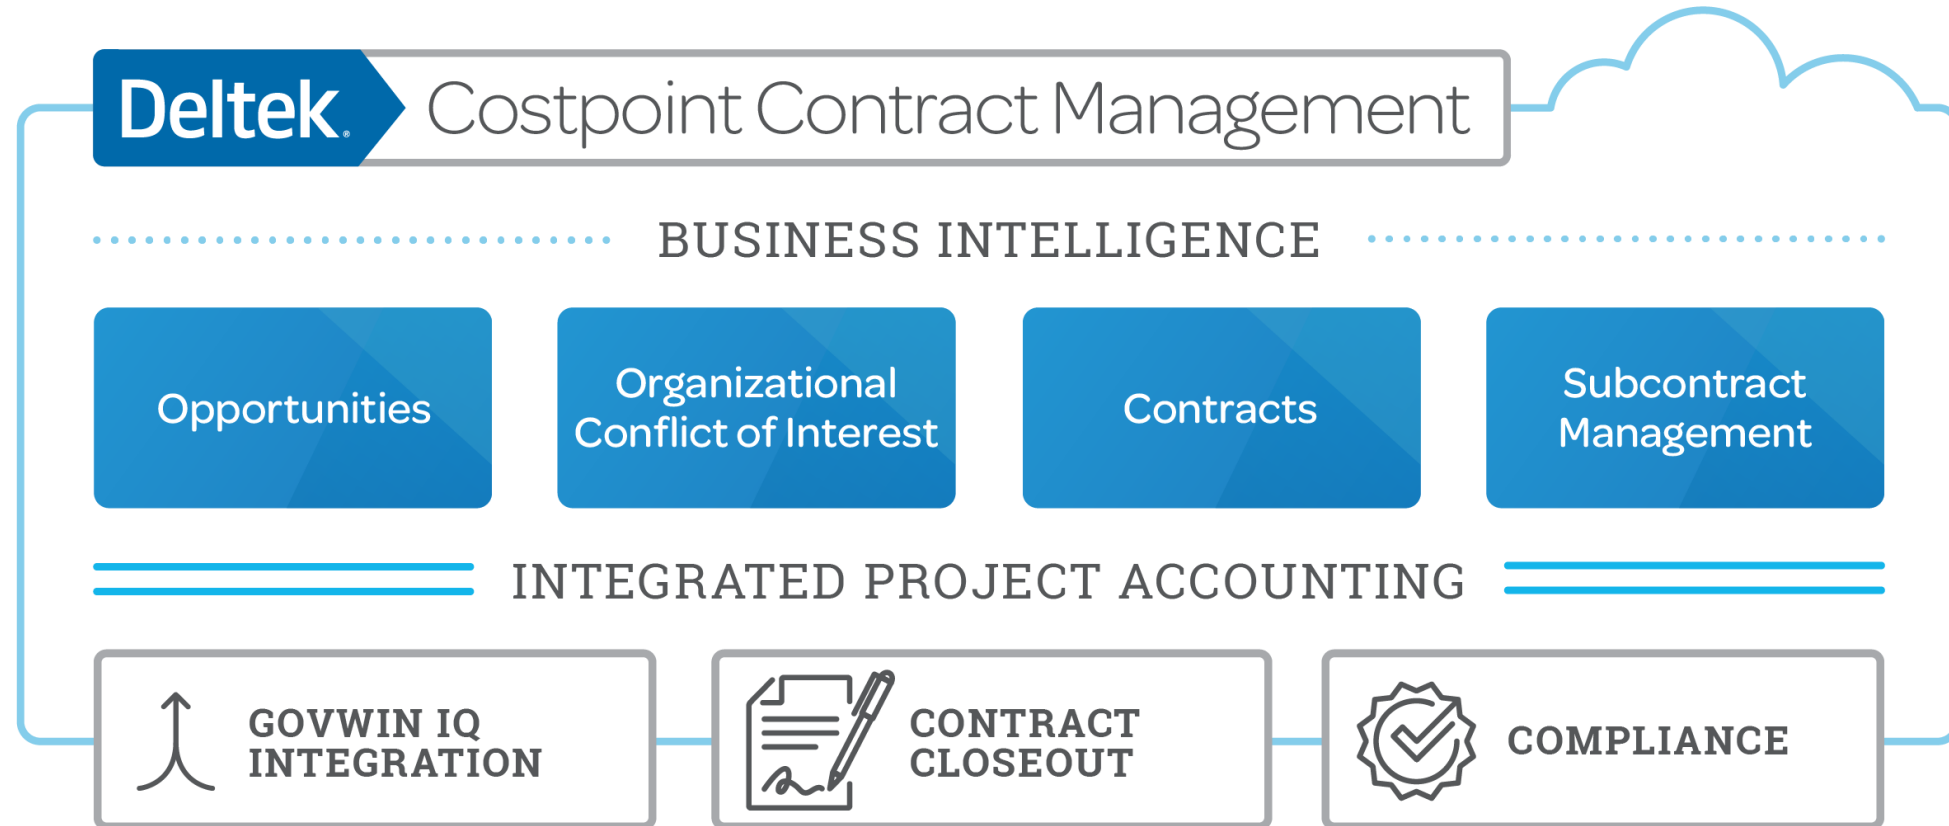 Deltek® Costpoint Contract Management
BUSINESS INTELLIGENCE
Opportunities
Organizational
Conflict of Interest
Contracts
Subcontract
Management
INTEGRATED PROJECT ACCOUNTING
GOVWIN IQ
INTEGRATION
CONTRACT
CLOSEOUT
COMPLIANCE